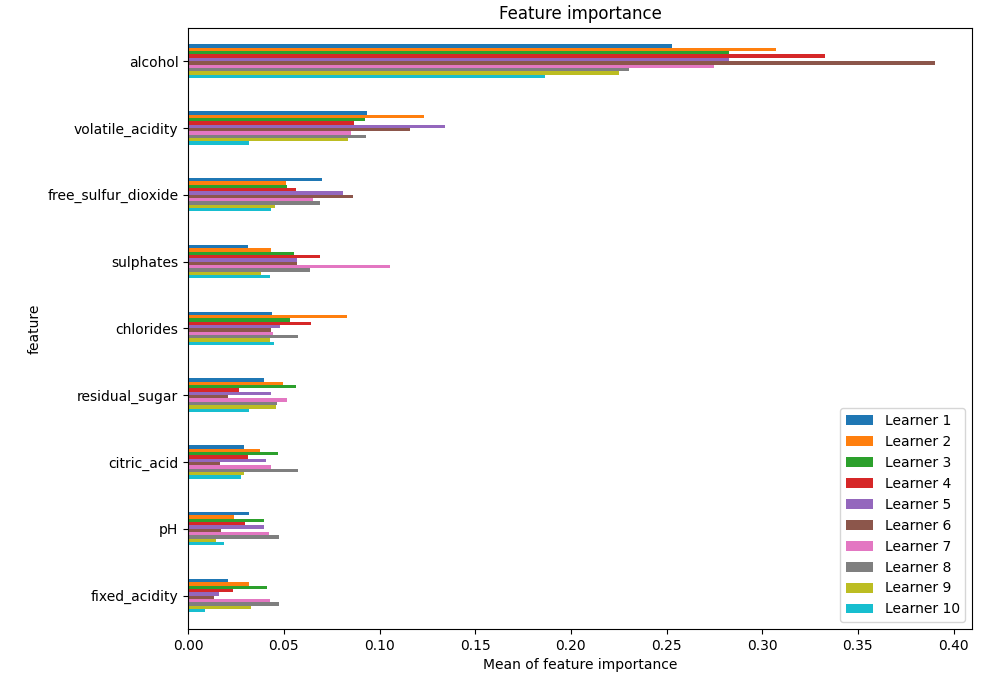 Feature importance
alcohol
volatile_acidity
free_sulfur_dioxide
sulphates
chlorides
residual_sugar
citric_acid
pH
fixed_acidity
feature
Learner 1
Learner 2
Learner 3
Learner 4
Learner 5
Learner 6
Learner 7
Learner 8
Learner 9
Learner 10
0.00 0.05 0.10 0.15 0.20 0.25 0.30 0.35 0.40
Mean of feature importance